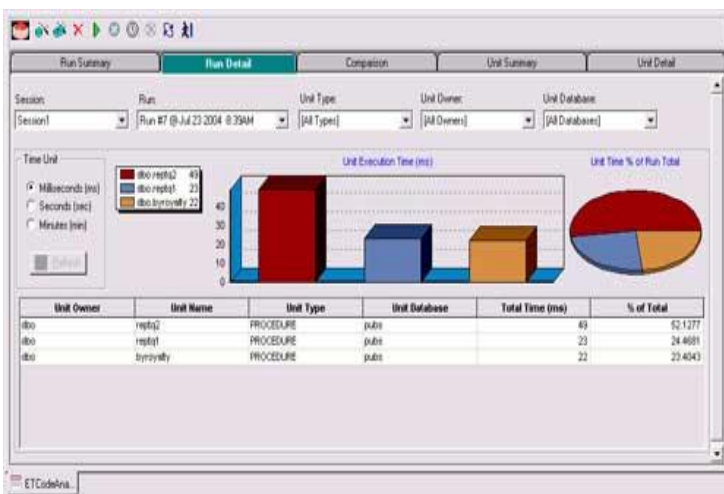 Run Summary Run Detail Comparison Unit Summary Unit Detail
Session: Run: Unit Type: Unit Owner: Unit Database:
Session1 Run #7 @Jul 23 2004 8:39AM [All Types] [All Owners] [All Databases]
Time Unit
Milliseconds (ms)
Seconds (sec)
Minutes (min)
Refresh
dbo.reptq2 49
dbo.reptq1 23
dbo.byroyalty 22
Unit Execution Time (ms)
40
30
20
10
0
Unit Time % of Run Total
Unit Owner Unit Name Unit Type Unit Database Total Time (ms) % of Total
dbo reptq2 PROCEDURE pubs 49 52.1277
dbo reptq1 PROCEDURE pubs 23 24.4681
dbo byroyalty PROCEDURE pubs 22 23.4043
ETCodeAna...